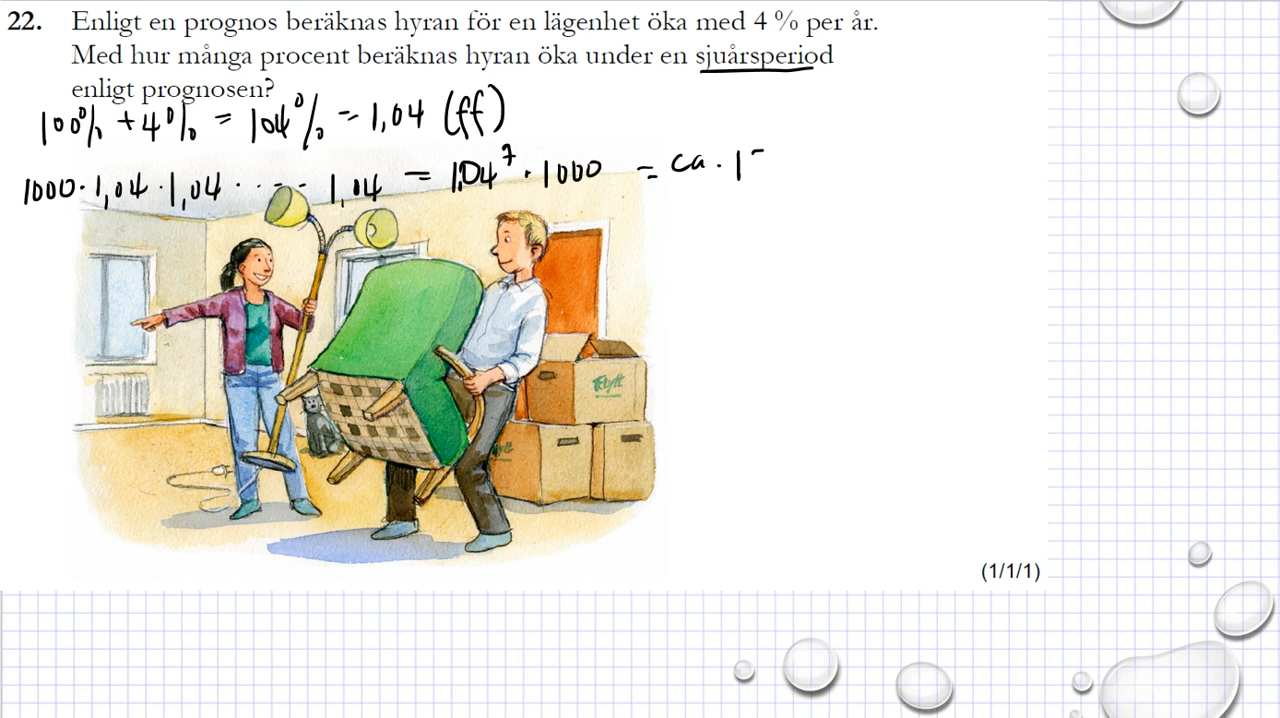 22. Enligt en prognos beräknas hyran för en lägenhet öka med 4 % per år.
Med hur många procent beräknas hyran öka under en sjuårsperiod
enligt prognosen?
100% + 4% = 104% = 1,04 (ff)
1000 · 1,04 · 1,04 · · - - 1,04 = 1,04⁷ · 1000 = ca. 1
Flytt
(1/1/1)